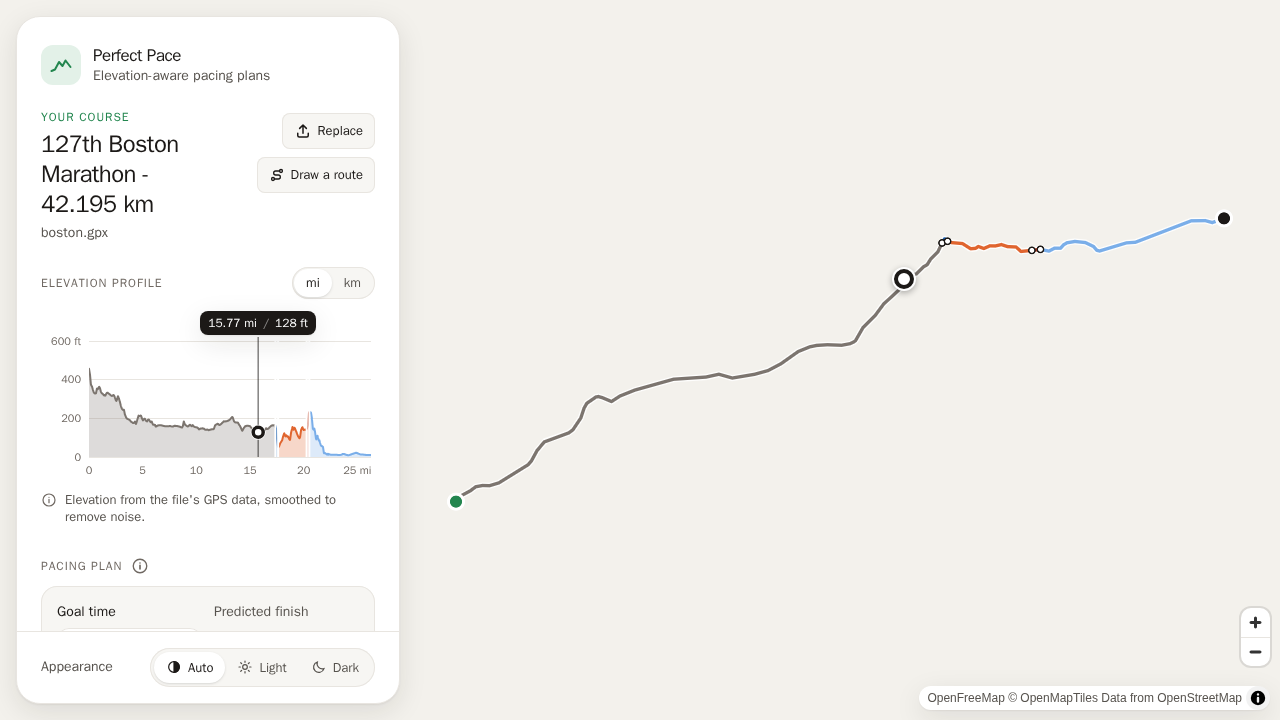 Perfect Pace
Elevation-aware pacing plans
YOUR COURSE
127th Boston
Marathon -
42.195 km
boston.gpx
Replace
Draw a route
ELEVATION PROFILE
mi
km
15.77 mi / 128 ft
600 ft
400
200
0
0
5
10
15
20
25 mi
Elevation from the file's GPS data, smoothed to
remove noise.
PACING PLAN
Goal time
Predicted finish
Appearance
Auto
Light
Dark
OpenFreeMap © OpenMapTiles Data from OpenStreetMap